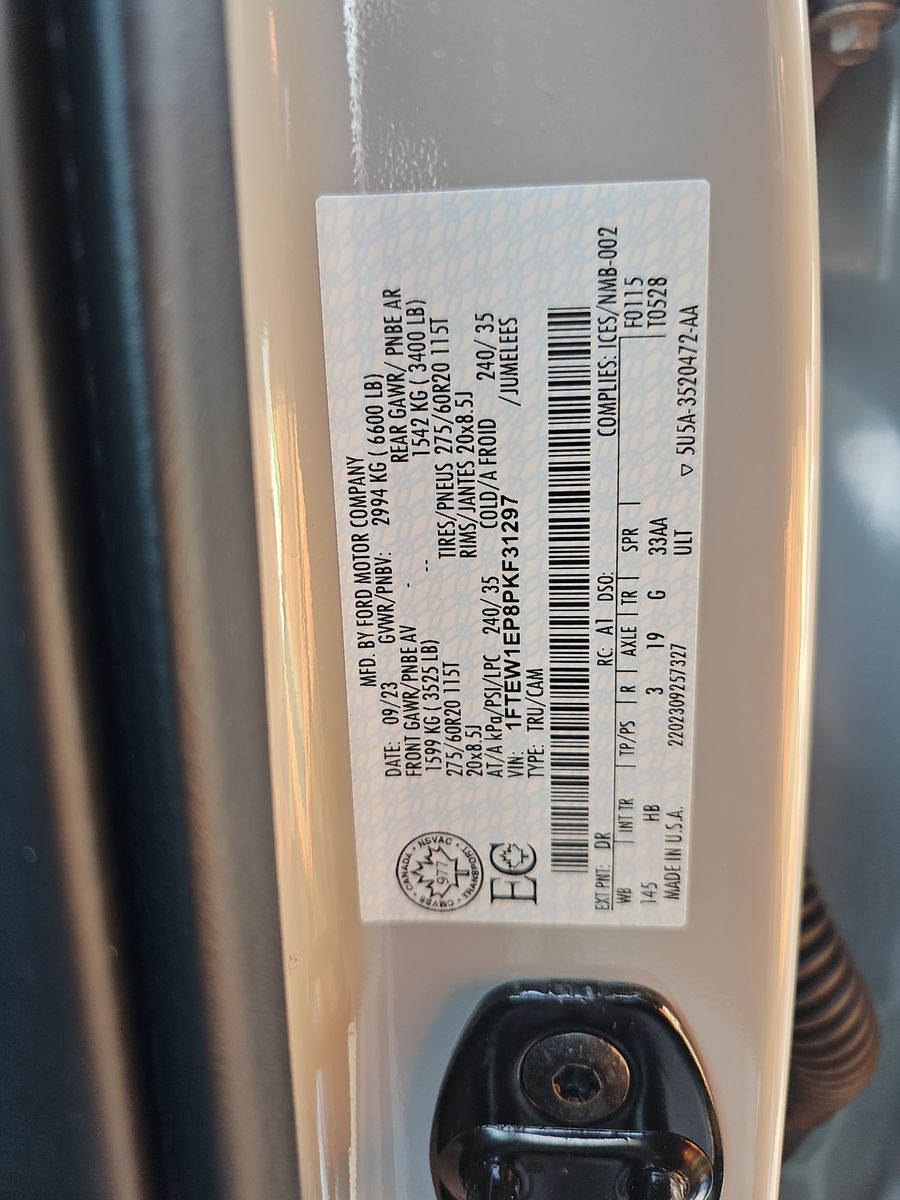 MFD. BY FORD MOTOR COMPANY
DATE: 09/23 GVWR/PNBV: 2994 KG ( 6600 LB)
FRONT GAWR/PNBE AV - REAR GAWR/ PNBE AR
1599 KG (3525 LB) -- 1542 KG ( 3400 LB)
275/60R20 115T TIRES/PNEUS 275/60R20 115T
20x8.5J RIMS/JANTES 20x8.5J
AT/A kPa/PSI/LPC 240/ 35 COLD/A FROID 240/ 35
VIN: 1FTEW1EP8PKF31297 /JUMELEES
TYPE: TRU/CAM
CANADA · NSVAC · TRANSPORT · CMVSS
977
EC
COMPLIES: ICES/NMB-002
EXT PNT: DR RC: A1 DSO: F0115
WB INT TR TP/PS R AXLE TR SPR T0528
145 HB 3 19 G 33AA
ULT
MADE IN U.S.A. 2202309257327 ▽ 5U5A-3520472-AA